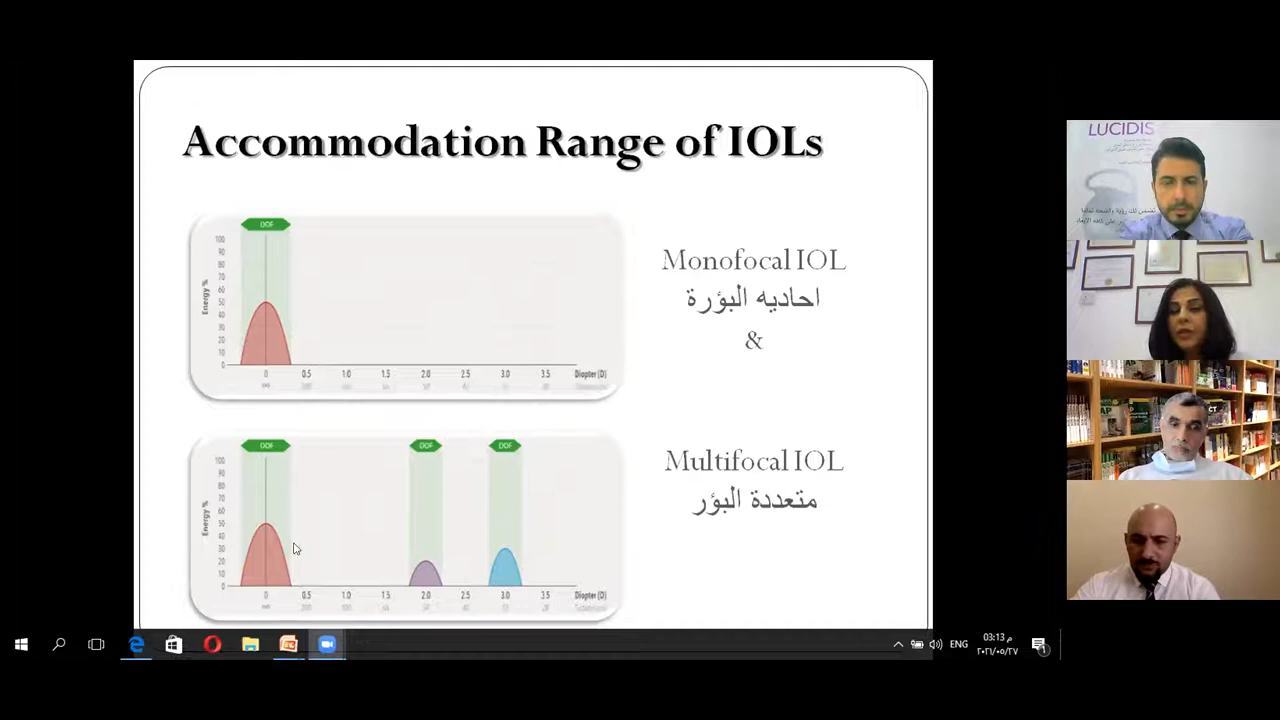 Accommodation Range of IOLs
DOF
100
90
80
70
60
50
40
30
20
10
0
Energy %
0 0.5 1.0 1.5 2.0 2.5 3.0 3.5 Diopter (D)
Monofocal IOL
احاديه البؤرة
&
DOF DOF DOF
100
90
80
70
60
50
40
30
20
10
0
Energy %
0 0.5 1.0 1.5 2.0 2.5 3.0 3.5 Diopter (D)
Multifocal IOL
متعددة البؤر
LUCIDIS
ENG
03:13 م
٢٠٢١/٠٥/٢٧
1